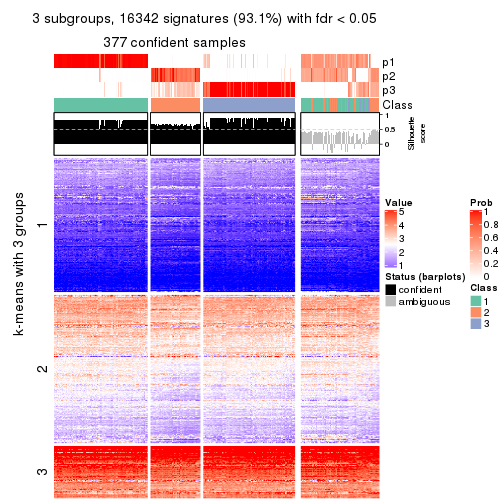 3 subgroups, 16342 signatures (93.1%) with fdr < 0.05
377 confident samples
p1
p2
p3
Class
1
0.5
0
Silhouette
score
k-means with 3 groups
1
2
3
Value
5
4
3
2
1
Status (barplots)
confident
ambiguous
Prob
1
0.8
0.6
0.4
0.2
0
Class
1
2
3